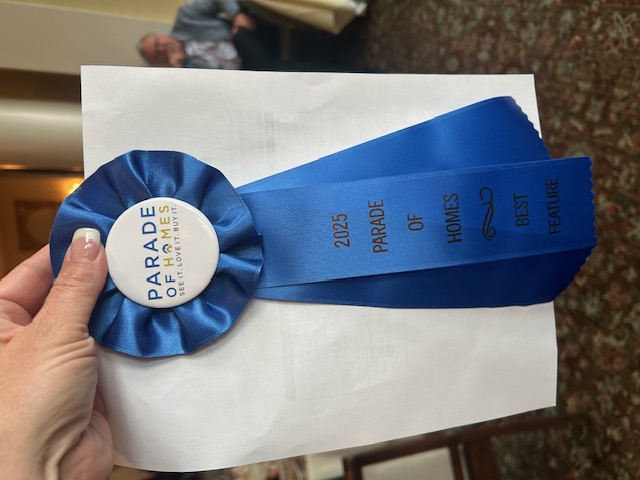 PARADE
OF HOMES
SEE IT. LOVE IT. BUY IT.
2025
PARADE
OF
HOMES
BEST
FEATURE